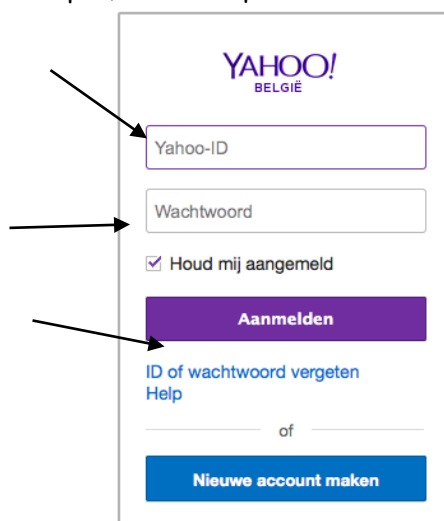 YAHOO!
BELGIË
Yahoo-ID
Wachtwoord
Houd mij aangemeld
Aanmelden
ID of wachtwoord vergeten
Help
of
Nieuwe account maken